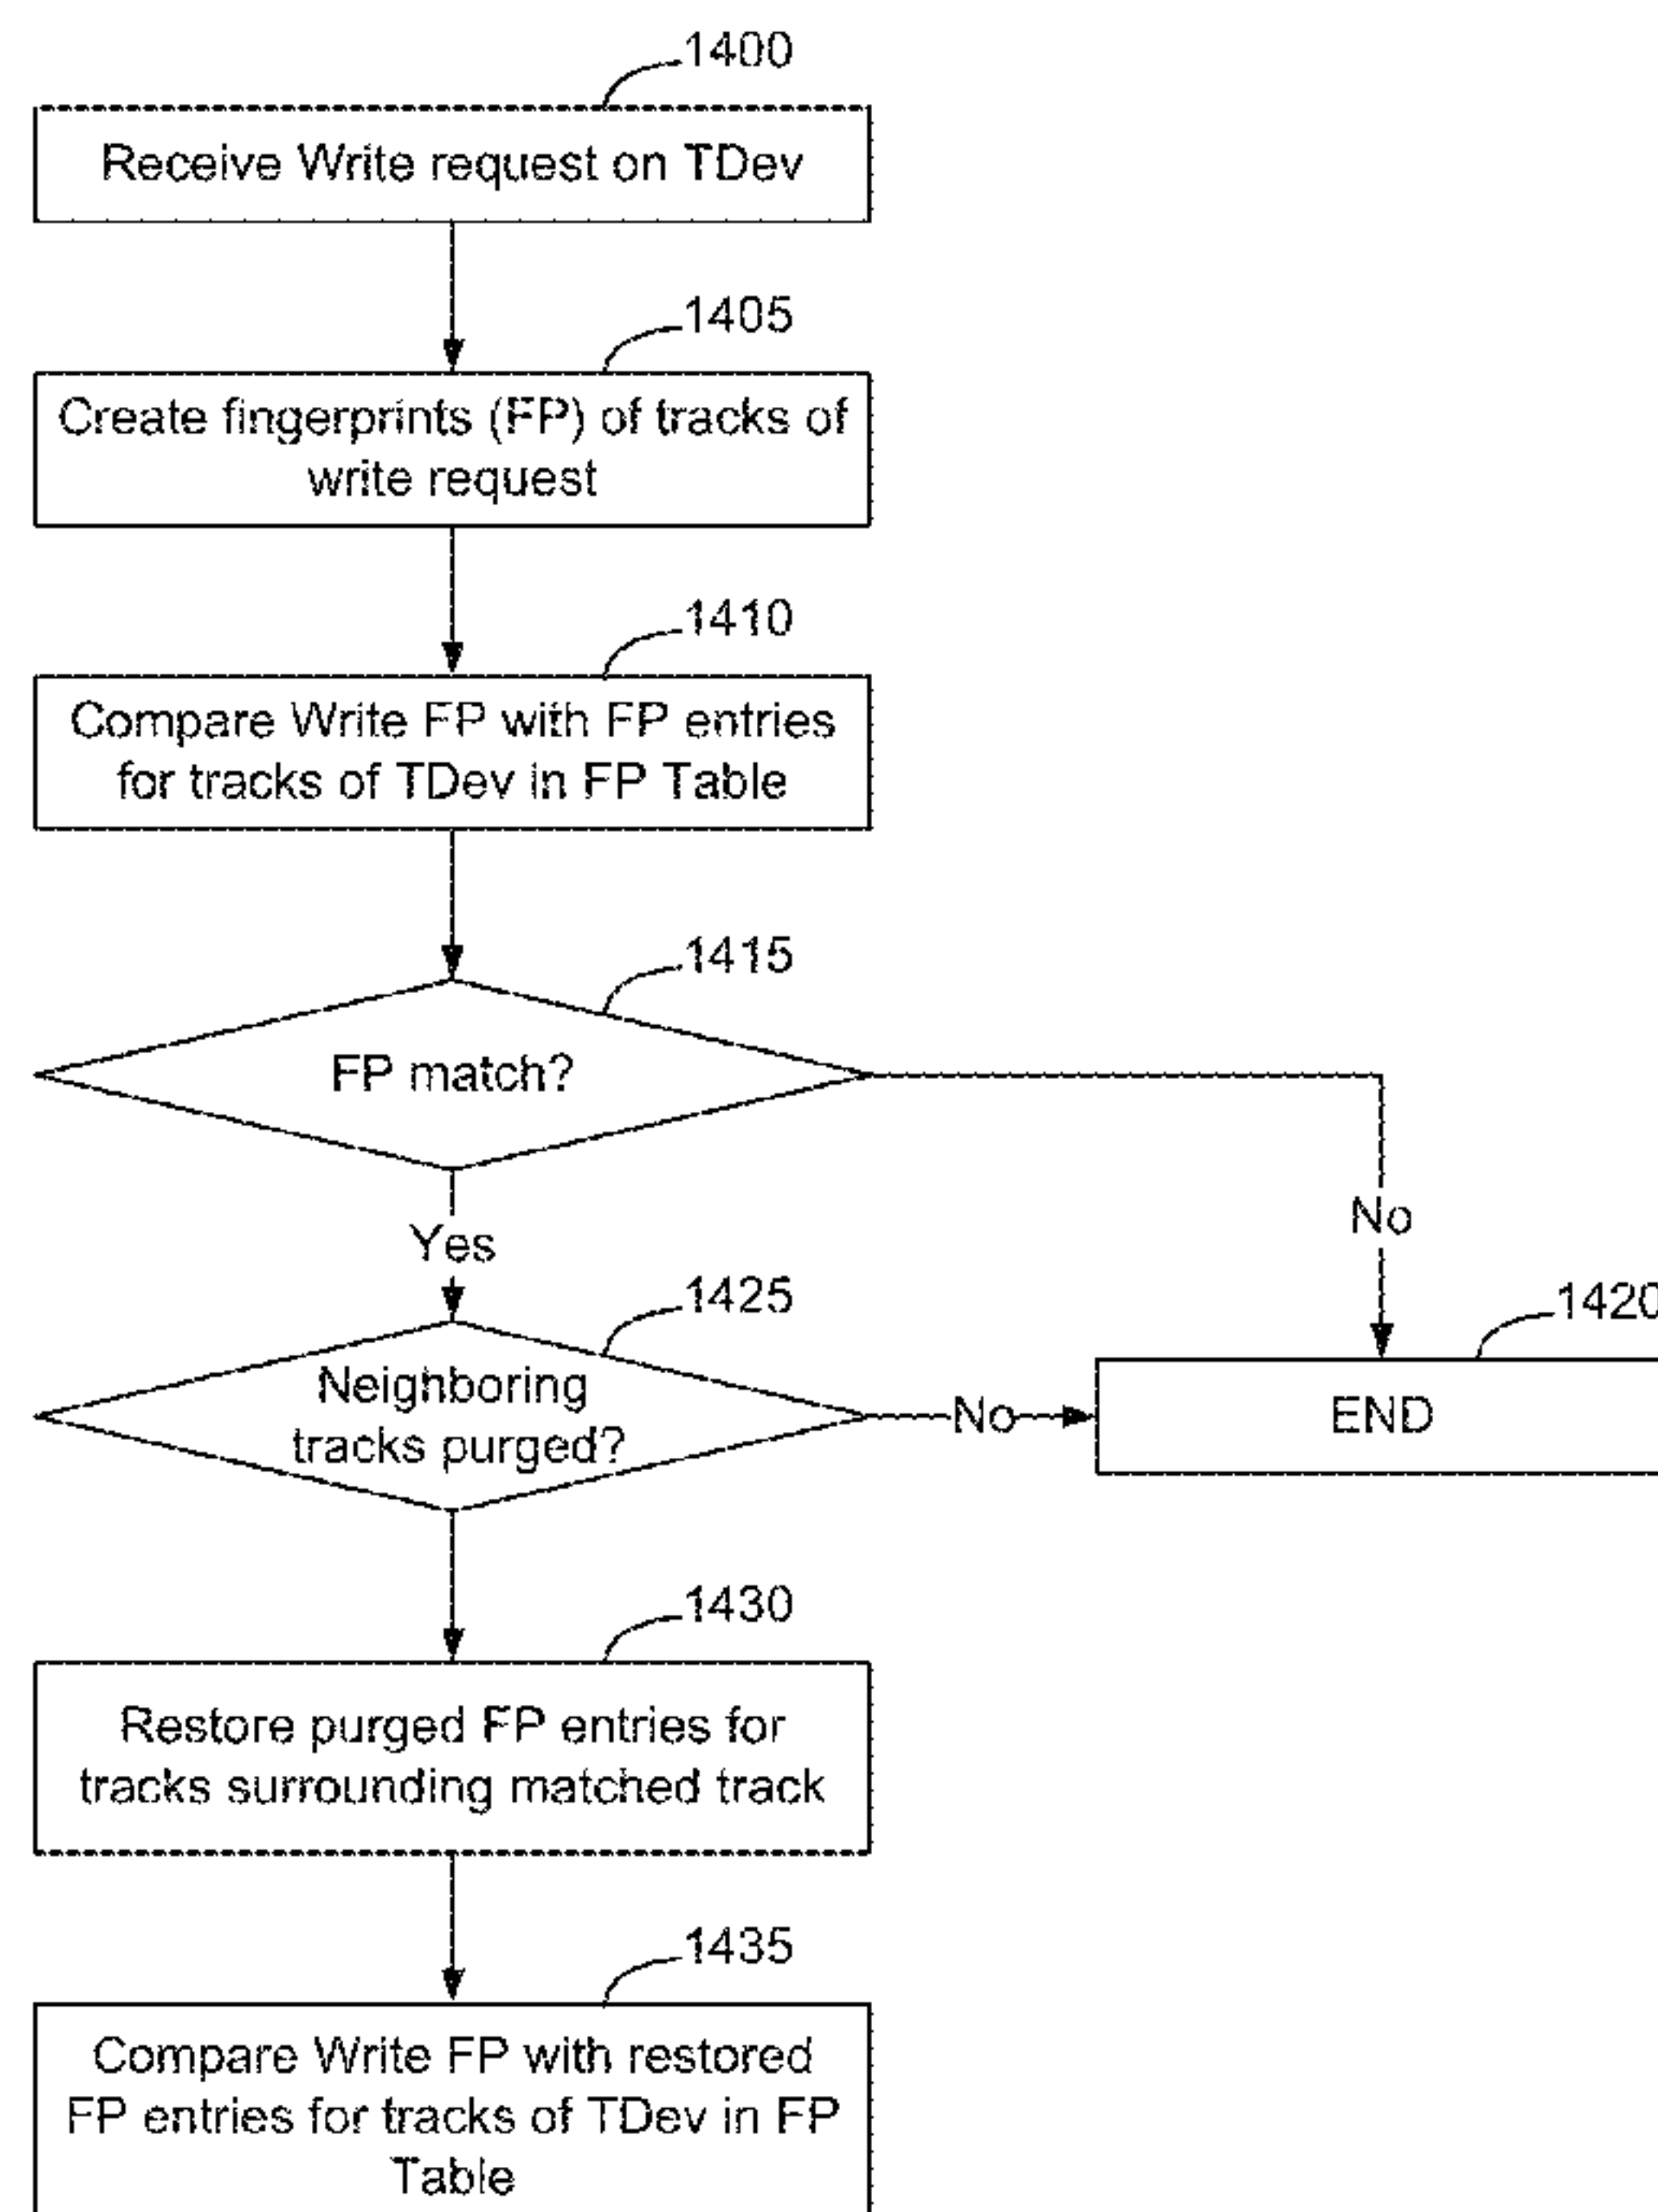 1400
Receive Write request on TDev
1405
Create fingerprints (FP) of tracks of
write request
1410
Compare Write FP with FP entries
for tracks of TDev in FP Table
1415
FP match?
Yes
No
1425
1420
Neighboring
tracks purged?
No
END
1430
Restore purged FP entries for
tracks surrounding matched track
1435
Compare Write FP with restored
FP entries for tracks of TDev in FP
Table